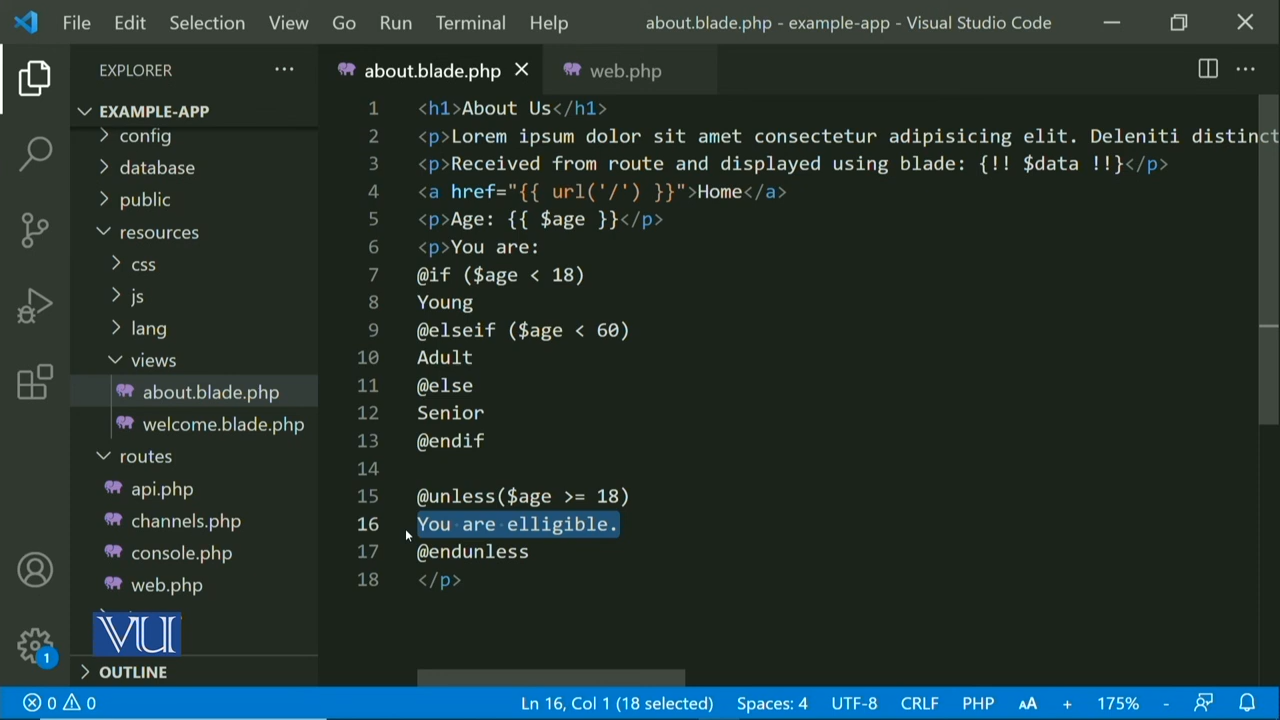 File Edit Selection View Go Run Terminal Help about.blade.php - example-app - Visual Studio Code
EXPLORER
about.blade.php
web.php
EXAMPLE-APP
config
database
public
resources
css
js
lang
views
about.blade.php
welcome.blade.php
routes
api.php
channels.php
console.php
web.php
VU
OUTLINE
1 <h1>About Us</h1>
2 <p>Lorem ipsum dolor sit amet consectetur adipisicing elit. Deleniti distinct
3 <p>Received from route and displayed using blade: {!! $data !!}</p>
4 <a href="{{ url('/') }}">Home</a>
5 <p>Age: {{ $age }}</p>
6 <p>You are:
7 @if ($age < 18)
8 Young
9 @elseif ($age < 60)
10 Adult
11 @else
12 Senior
13 @endif
14
15 @unless($age >= 18)
16 You are elligible.
17 @endunless
18 </p>
1
0 0 Ln 16, Col 1 (18 selected) Spaces: 4 UTF-8 CRLF PHP AA + 175% -